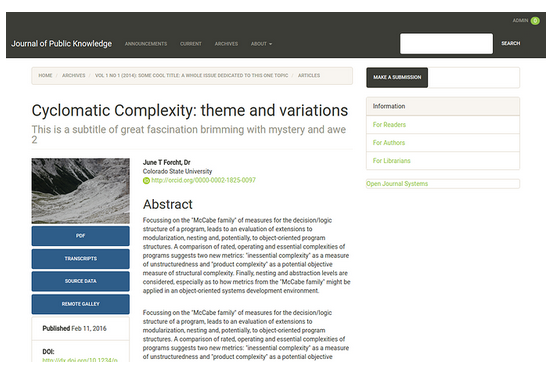 ADMIN 0
Journal of Public Knowledge ANNOUNCEMENTS CURRENT ARCHIVES ABOUT SEARCH
HOME / ARCHIVES / VOL 1 NO 1 (2014): SOME COOL TITLE: A WHOLE ISSUE DEDICATED TO THIS ONE TOPIC / ARTICLES
MAKE A SUBMISSION
Cyclomatic Complexity: theme and variations
This is a subtitle of great fascination brimming with mystery and awe
2
Information
For Readers
For Authors
For Librarians
Open Journal Systems
PDF
TRANSCRIPTS
SOURCE DATA
REMOTE GALLEY
Published Feb 11, 2016
DOI:
http://dx.doi.org/10.1234/p
June T Forcht, Dr
Colorado State University
iD http://orcid.org/0000-0002-1825-0097
Abstract
Focussing on the "McCabe family" of measures for the decision/logic
structure of a program, leads to an evaluation of extensions to
modularization, nesting and, potentially, to object-oriented program
structures. A comparison of rated, operating and essential complexities of
programs suggests two new metrics: "inessential complexity" as a measure
of unstructuredness and "product complexity" as a potential objective
measure of structural complexity. Finally, nesting and abstraction levels are
considered, especially as to how metrics from the "McCabe family" might be
applied in an object-oriented systems development environment.
Focussing on the "McCabe family" of measures for the decision/logic
structure of a program, leads to an evaluation of extensions to
modularization, nesting and, potentially, to object-oriented program
structures. A comparison of rated, operating and essential complexities of
programs suggests two new metrics: "inessential complexity" as a measure
of unstructuredness and "product complexity" as a potential objective